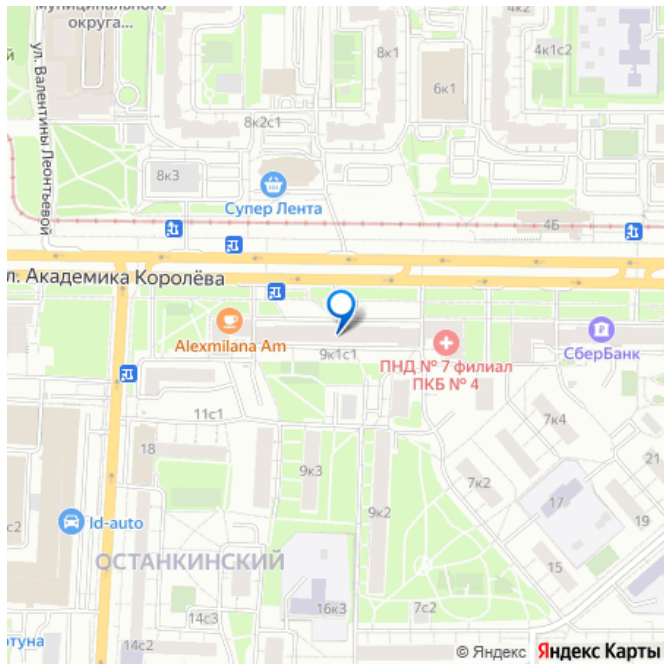 муниципального
округа...
8к1
4к1с2
6к1
ул. Валентины Леонтьевой
8к2с1
8к3
Супер Лента
4Б
л. Академика Королёва
Alexmilana Am
9к1с1
ПНД № 7 филиал
ПКБ № 4
СберБанк
11с1
7к4
18
9к3
7к2
21
17
19
9к2
с2
Id-auto
ОСТАНКИНСКИЙ
15
16к3
7с2
14с3
ртуна
14с2
© Яндекс Яндекс Карты